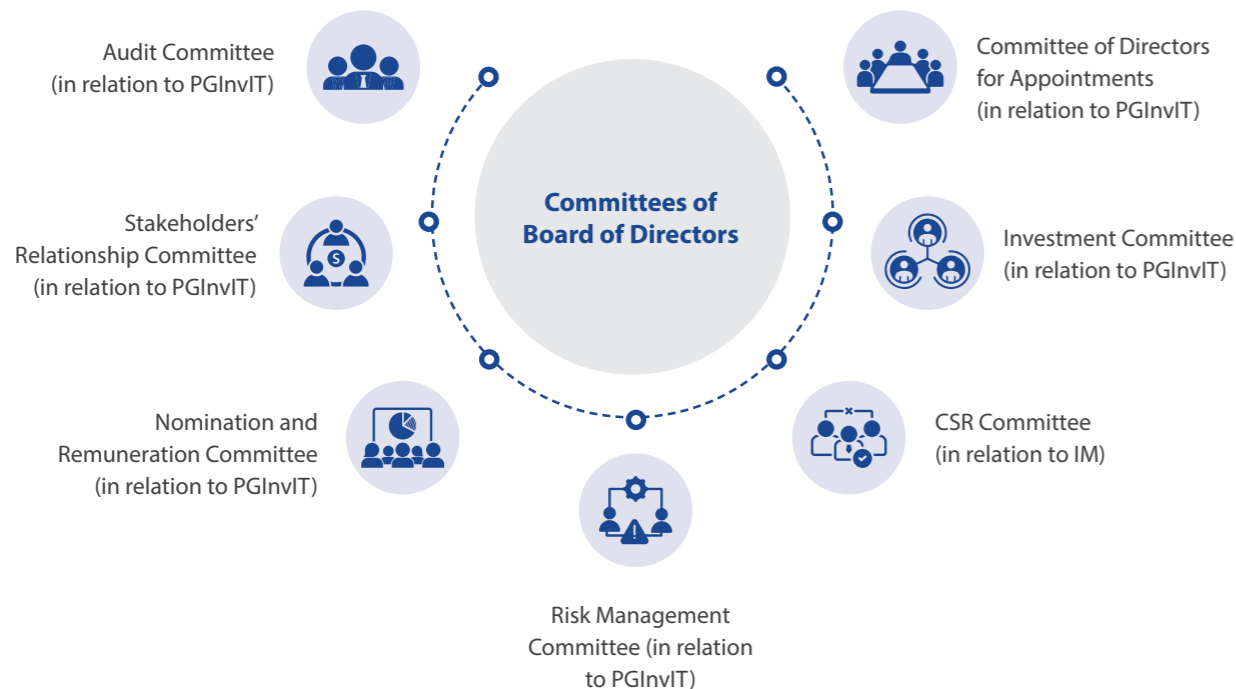 Audit Committee
(in relation to PGInvIT)
Stakeholders’
Relationship Committee
(in relation to PGInvIT)
Nomination and
Remuneration Committee
(in relation to PGInvIT)
Committees of
Board of Directors
Risk Management
Committee (in relation
to PGInvIT)
Committee of Directors
for Appointments
(in relation to PGInvIT)
Investment Committee
(in relation to PGInvIT)
CSR Committee
(in relation to IM)
S